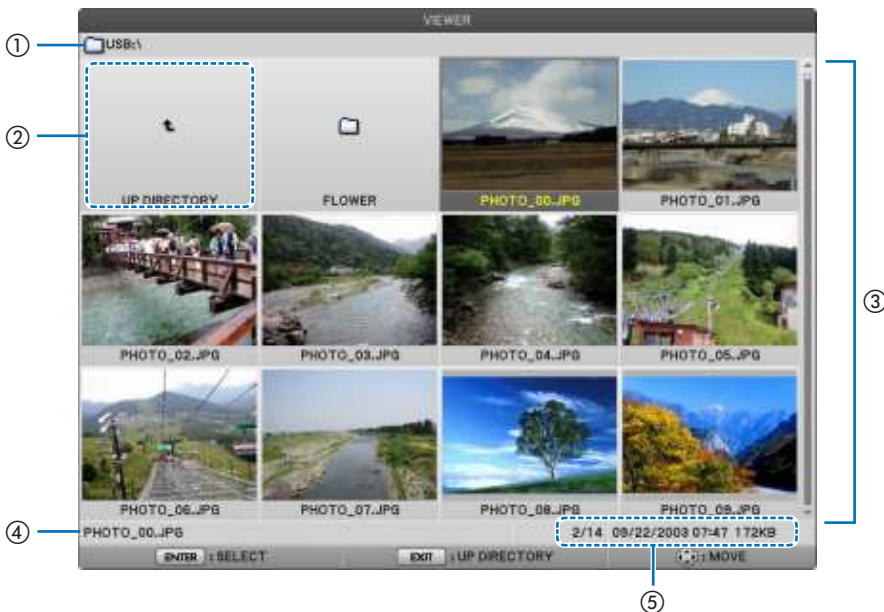 VIEWER
① USB:\
②
UP DIRECTORY FLOWER PHOTO_00.JPG PHOTO_01.JPG
PHOTO_02.JPG PHOTO_03.JPG PHOTO_04.JPG PHOTO_05.JPG
③
PHOTO_06.JPG PHOTO_07.JPG PHOTO_08.JPG PHOTO_09.JPG
④ PHOTO_00.JPG 2/14 09/22/2003 07:47 172KB
ENTER : SELECT EXIT : UP DIRECTORY : MOVE
⑤